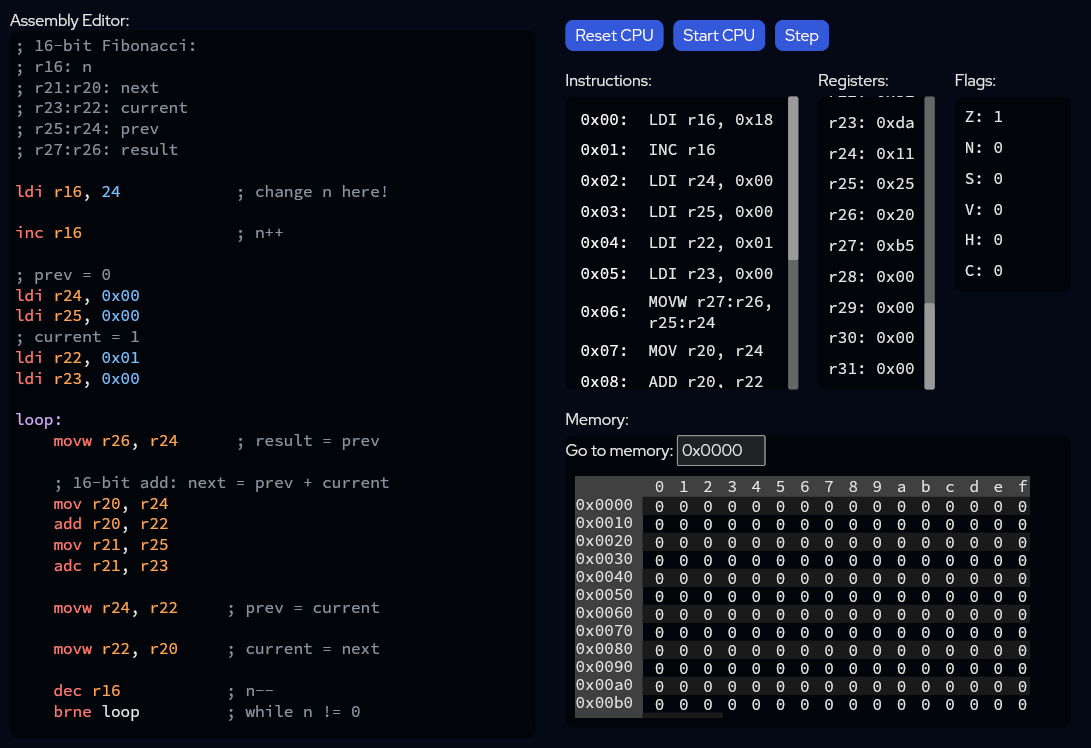 Assembly Editor:
; 16-bit Fibonacci:
; r16: n
; r21:r20: next
; r23:r22: current
; r25:r24: prev
; r27:r26: result
ldi r16, 24 ; change n here!
inc r16 ; n++
; prev = 0
ldi r24, 0x00
ldi r25, 0x00
; current = 1
ldi r22, 0x01
ldi r23, 0x00
loop:
movw r26, r24 ; result = prev
; 16-bit add: next = prev + current
mov r20, r24
add r20, r22
mov r21, r25
adc r21, r23
movw r24, r22 ; prev = current
movw r22, r20 ; current = next
dec r16 ; n--
brne loop ; while n != 0
Reset CPU Start CPU Step
Instructions:
0x00: LDI r16, 0x18
0x01: INC r16
0x02: LDI r24, 0x00
0x03: LDI r25, 0x00
0x04: LDI r22, 0x01
0x05: LDI r23, 0x00
0x06: MOVW r27:r26,
r25:r24
0x07: MOV r20, r24
0x08: ADD r20, r22
Registers:
r23: 0xda
r24: 0x11
r25: 0x25
r26: 0x20
r27: 0xb5
r28: 0x00
r29: 0x00
r30: 0x00
r31: 0x00
Flags:
Z: 1
N: 0
S: 0
V: 0
H: 0
C: 0
Memory:
Go to memory: 0x0000
0 1 2 3 4 5 6 7 8 9 a b c d e f
0x0000 0 0 0 0 0 0 0 0 0 0 0 0 0 0 0 0
0x0010 0 0 0 0 0 0 0 0 0 0 0 0 0 0 0 0
0x0020 0 0 0 0 0 0 0 0 0 0 0 0 0 0 0 0
0x0030 0 0 0 0 0 0 0 0 0 0 0 0 0 0 0 0
0x0040 0 0 0 0 0 0 0 0 0 0 0 0 0 0 0 0
0x0050 0 0 0 0 0 0 0 0 0 0 0 0 0 0 0 0
0x0060 0 0 0 0 0 0 0 0 0 0 0 0 0 0 0 0
0x0070 0 0 0 0 0 0 0 0 0 0 0 0 0 0 0 0
0x0080 0 0 0 0 0 0 0 0 0 0 0 0 0 0 0 0
0x0090 0 0 0 0 0 0 0 0 0 0 0 0 0 0 0 0
0x00a0 0 0 0 0 0 0 0 0 0 0 0 0 0 0 0 0
0x00b0 0 0 0 0 0 0 0 0 0 0 0 0 0 0 0 0